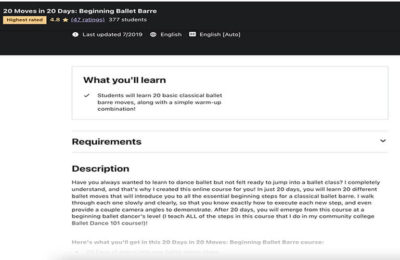 20 Moves in 20 Days: Beginning Ballet Barre
Highest rated 4.8 ★ (47 ratings) 377 students
Last updated 7/2019 English English [Auto]
What you'll learn
✓ Students will learn 20 basic classical ballet
barre moves, along with a simple warm-up
combination!
Requirements
Description
Have you always wanted to learn to dance ballet but not felt ready to jump into a ballet class? I completely
understand, and that's why I created this online course for you! In just 20 days, you will learn 20 different
ballet moves that will introduce you to all the essential beginning steps for a classical ballet barre. I walk
through each one slowly and clearly, so that you know exactly how to execute each new step, and even
provide a couple camera angles to demonstrate. After 20 days, you will emerge from this course at a
beginning ballet dancer's level (I teach ALL of the steps in this course that I do in my community college
Ballet Dance 101 course!)!
Here's what you'll get in this 20 Days in 20 Moves: Beginning Ballet Barre course: